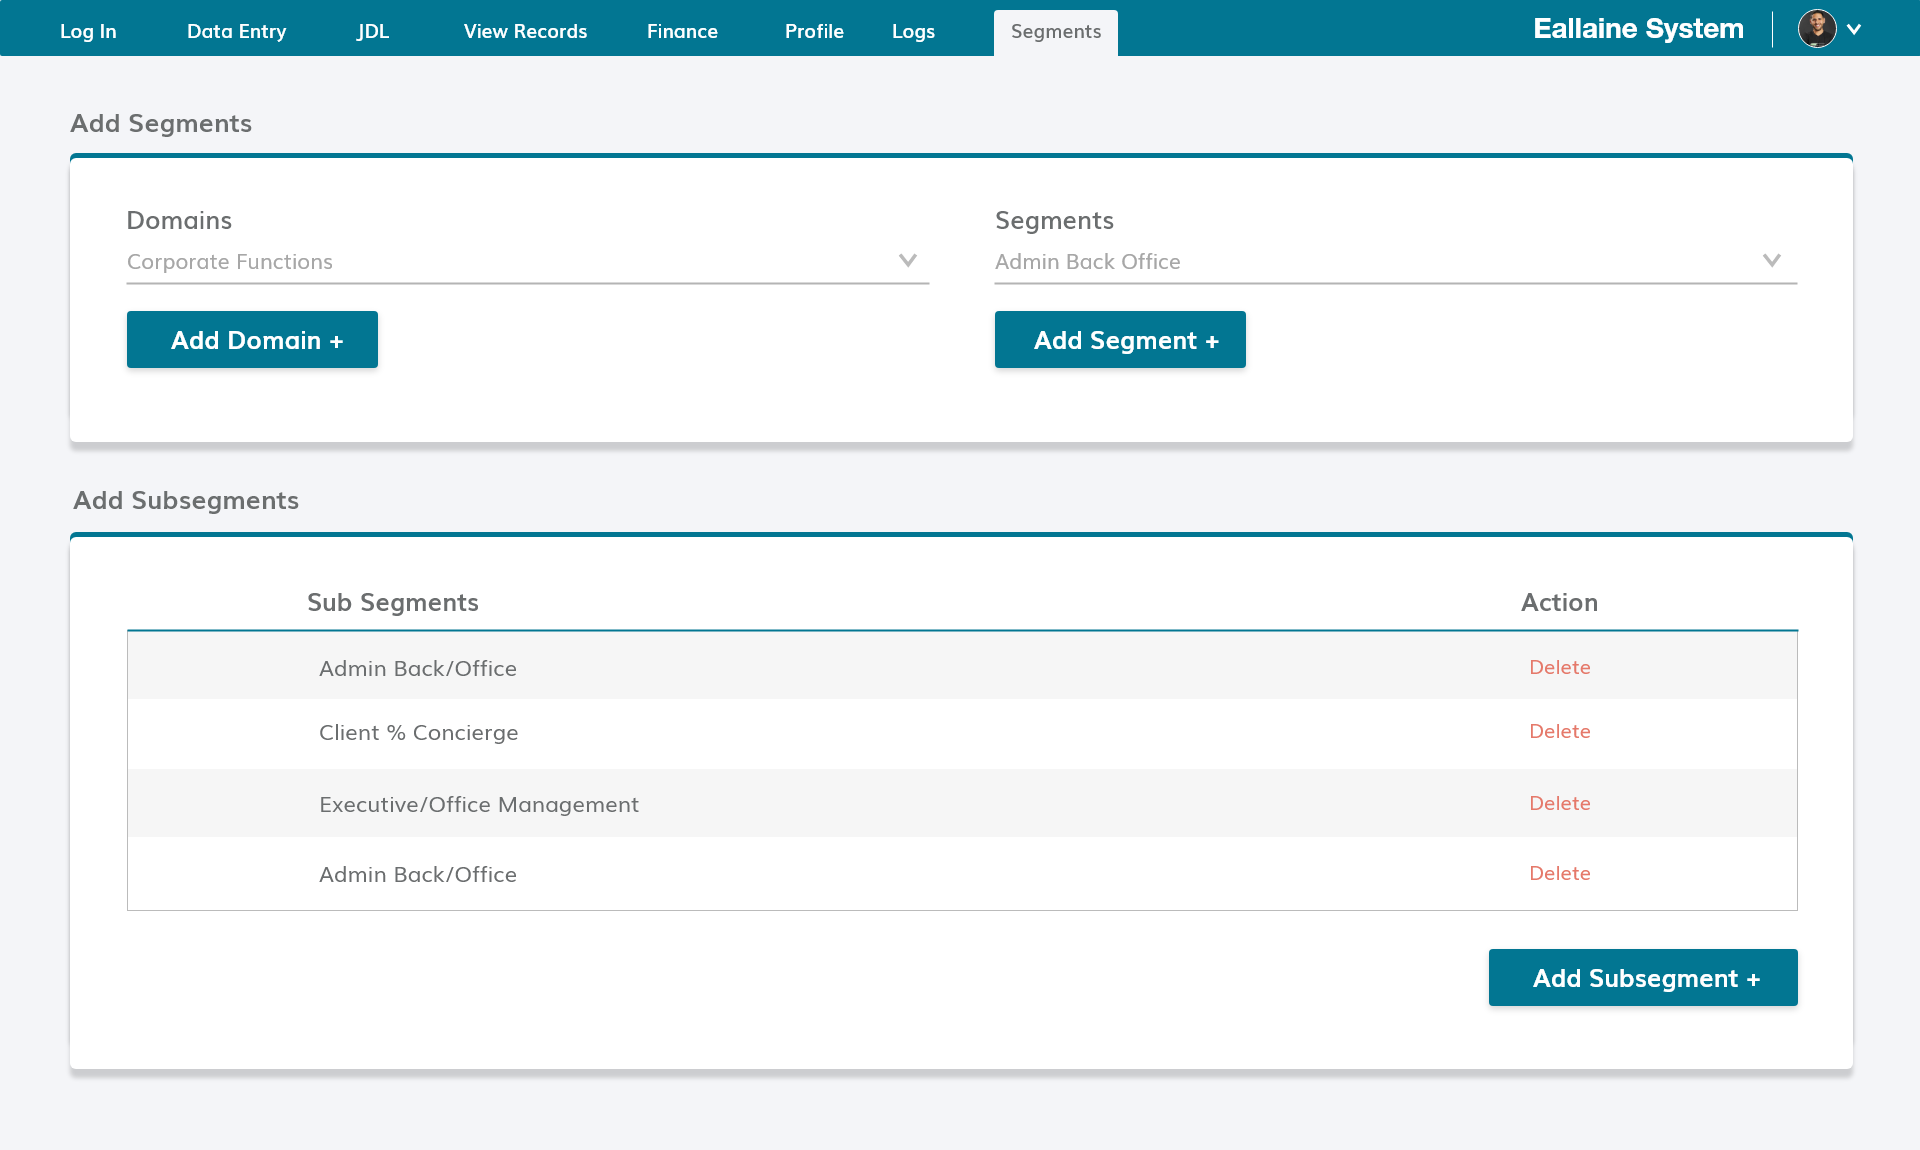 Log In Data Entry JDL View Records Finance Profile Logs Segments Eallaine System
Add Segments
Domains Segments
Corporate Functions Admin Back Office
Add Domain + Add Segment +
Add Subsegments
Sub Segments Action
Admin Back/Office Delete
Client % Concierge Delete
Executive/Office Management Delete
Admin Back/Office Delete
Add Subsegment +